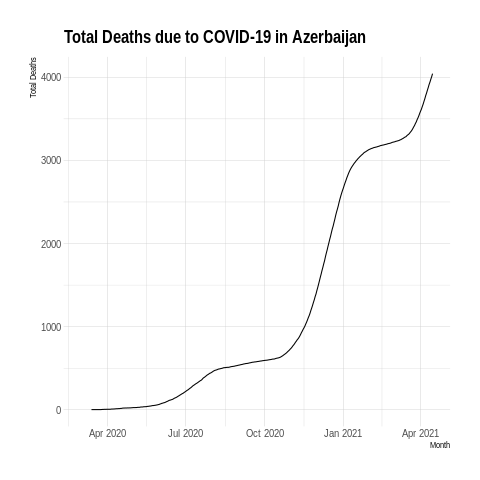 Total Deaths due to COVID-19 in Azerbaijan
Total Deaths
4000
3000
2000
1000
0
Apr 2020 Jul 2020 Oct 2020 Jan 2021 Apr 2021
Month